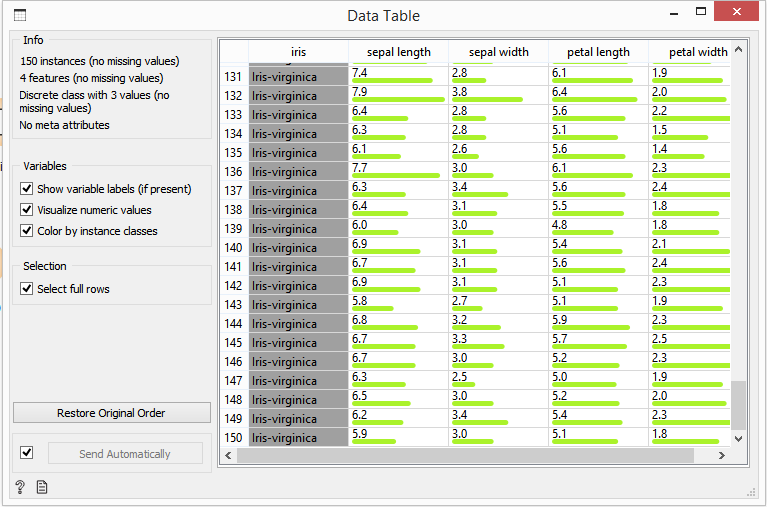 Data Table
Info
150 instances (no missing values)
4 features (no missing values)
Discrete class with 3 values (no
missing values)
No meta attributes
Variables
Show variable labels (if present)
Visualize numeric values
Color by instance classes
Selection
Select full rows
Restore Original Order
Send Automatically
iris sepal length sepal width petal length petal width
131 Iris-virginica 7.4 2.8 6.1 1.9
132 Iris-virginica 7.9 3.8 6.4 2.0
133 Iris-virginica 6.4 2.8 5.6 2.2
134 Iris-virginica 6.3 2.8 5.1 1.5
135 Iris-virginica 6.1 2.6 5.6 1.4
136 Iris-virginica 7.7 3.0 6.1 2.3
137 Iris-virginica 6.3 3.4 5.6 2.4
138 Iris-virginica 6.4 3.1 5.5 1.8
139 Iris-virginica 6.0 3.0 4.8 1.8
140 Iris-virginica 6.9 3.1 5.4 2.1
141 Iris-virginica 6.7 3.1 5.6 2.4
142 Iris-virginica 6.9 3.1 5.1 2.3
143 Iris-virginica 5.8 2.7 5.1 1.9
144 Iris-virginica 6.8 3.2 5.9 2.3
145 Iris-virginica 6.7 3.3 5.7 2.5
146 Iris-virginica 6.7 3.0 5.2 2.3
147 Iris-virginica 6.3 2.5 5.0 1.9
148 Iris-virginica 6.5 3.0 5.2 2.0
149 Iris-virginica 6.2 3.4 5.4 2.3
150 Iris-virginica 5.9 3.0 5.1 1.8